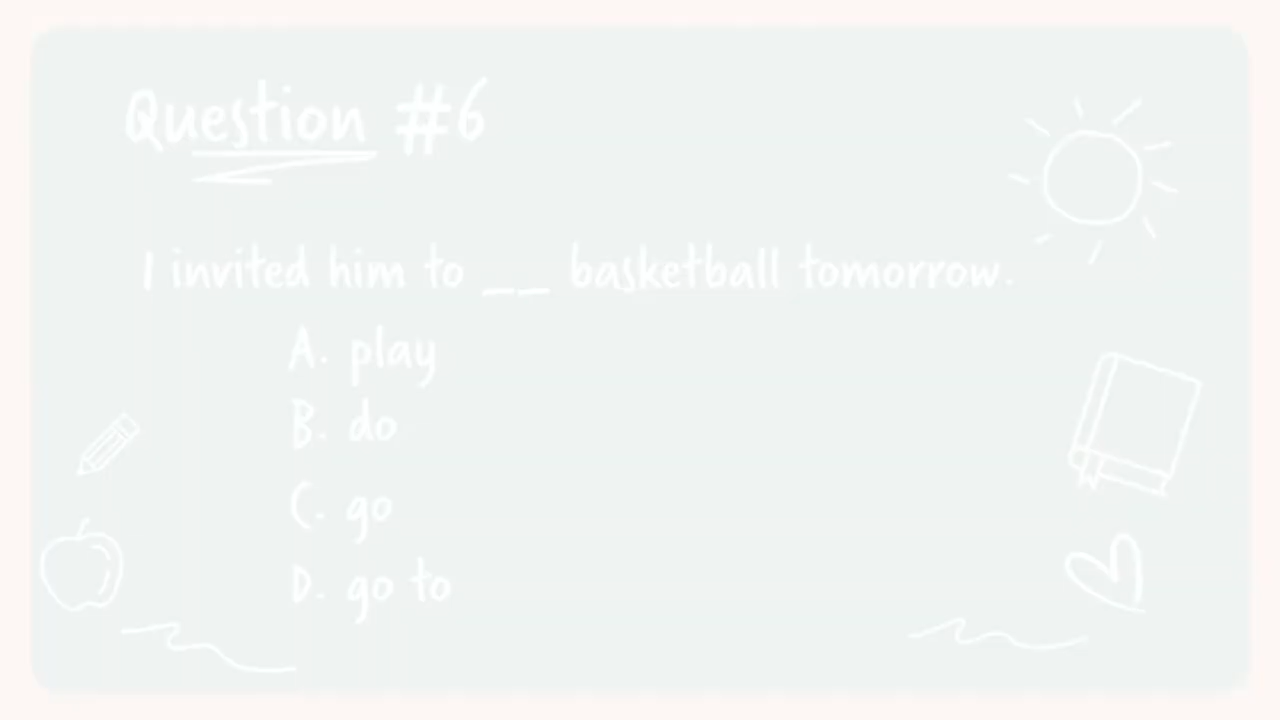 Question #6
I invited him to __ basketball tomorrow.
A. play
B. do
C. go
D. go to